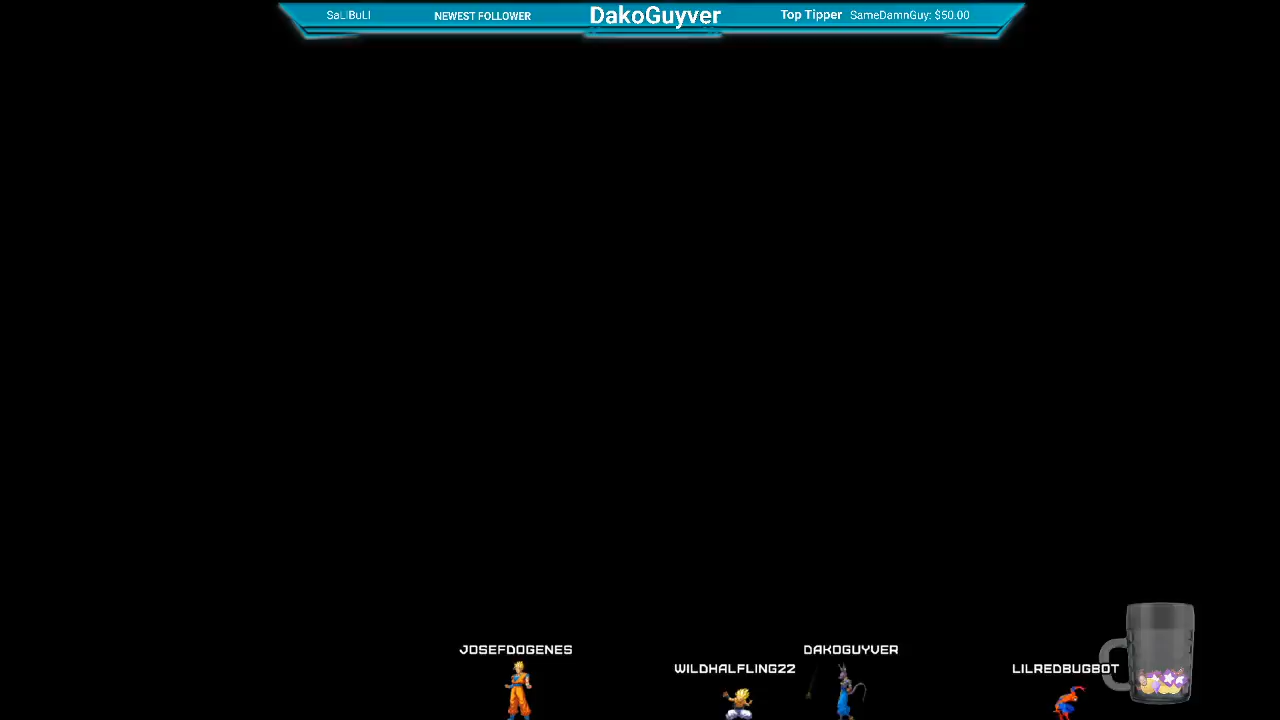 SaLIBuLI NEWEST FOLLOWER DakoGuyver Top Tipper SameDamnGuy: $50.00
JOSEFDOGENES DAKOGUYVER
WILDHALFLING22 LILREDBUGBOT